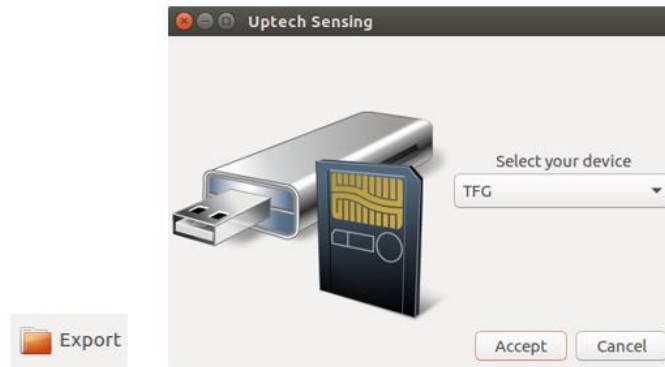 Uptech Sensing
Select your device
TFG
Accept Cancel
Export